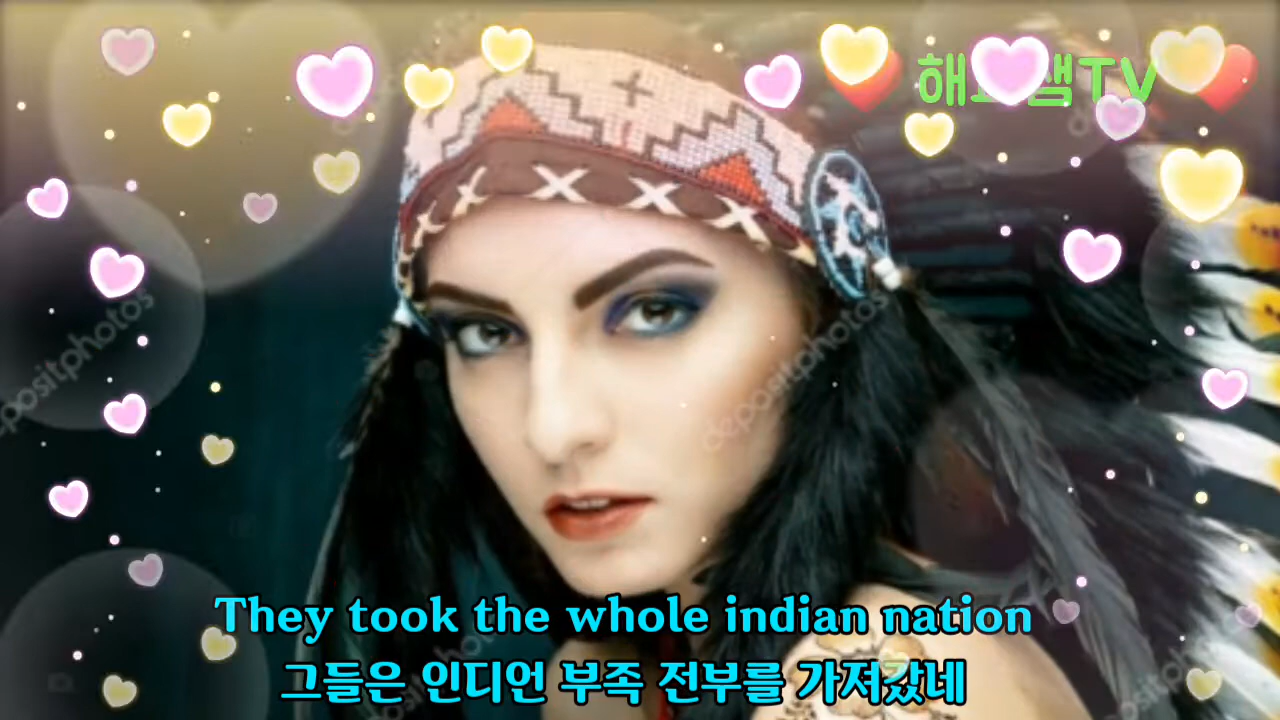 depositphotos
They took the whole indian nation
그들은 인디언 부족 전부를 가져갔네